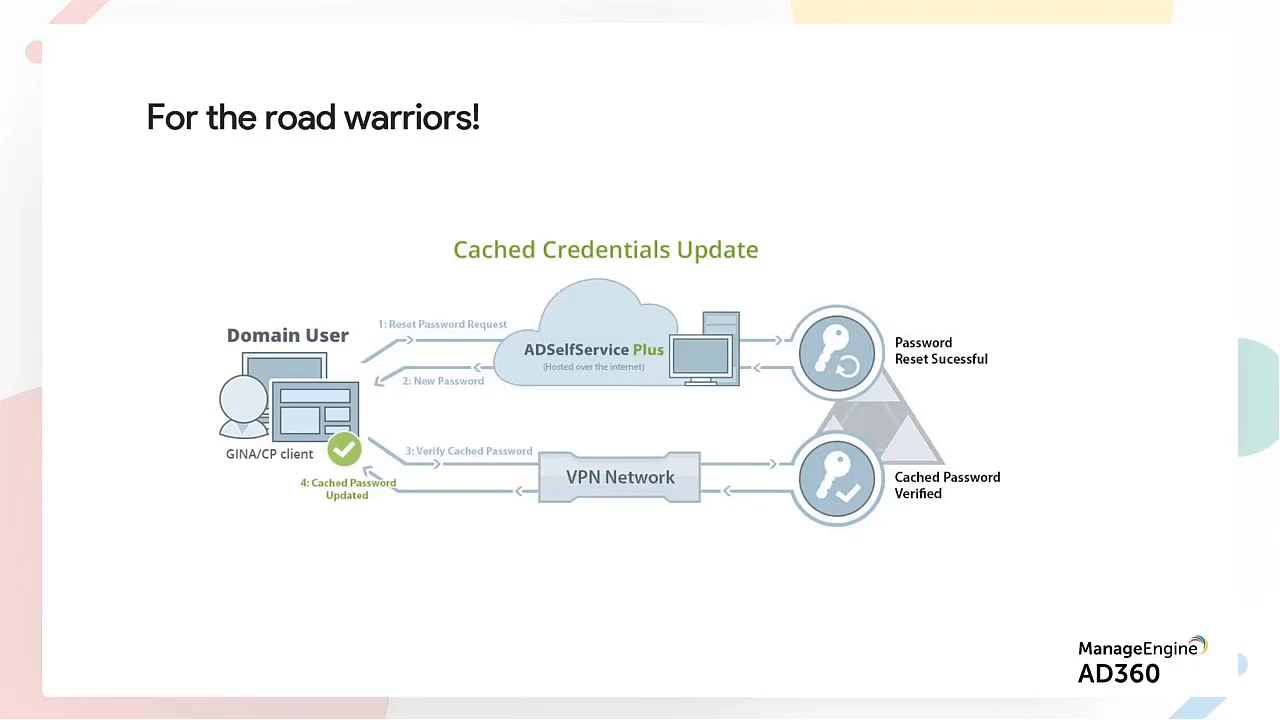 For the road warriors!
Cached Credentials Update
Domain User
1: Reset Password Request
ADSelfService Plus
(Hosted over the internet)
2: New Password
Password
Reset Sucessful
GINA/CP client
3: Verify Cached Password
VPN Network
4: Cached Password
Updated
Cached Password
Verified
ManageEngine
AD360